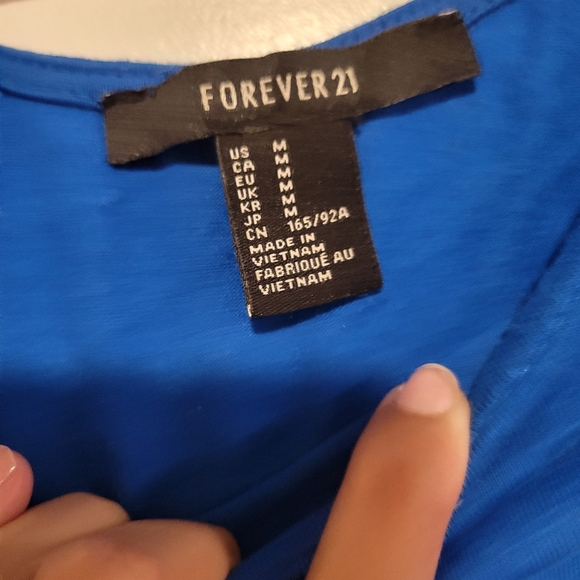 FOREVER 21
US M
CA M
EU M
UK M
KR M
JP M
CN 165/92A
MADE IN
VIETNAM
FABRIQUÉ AU
VIETNAM